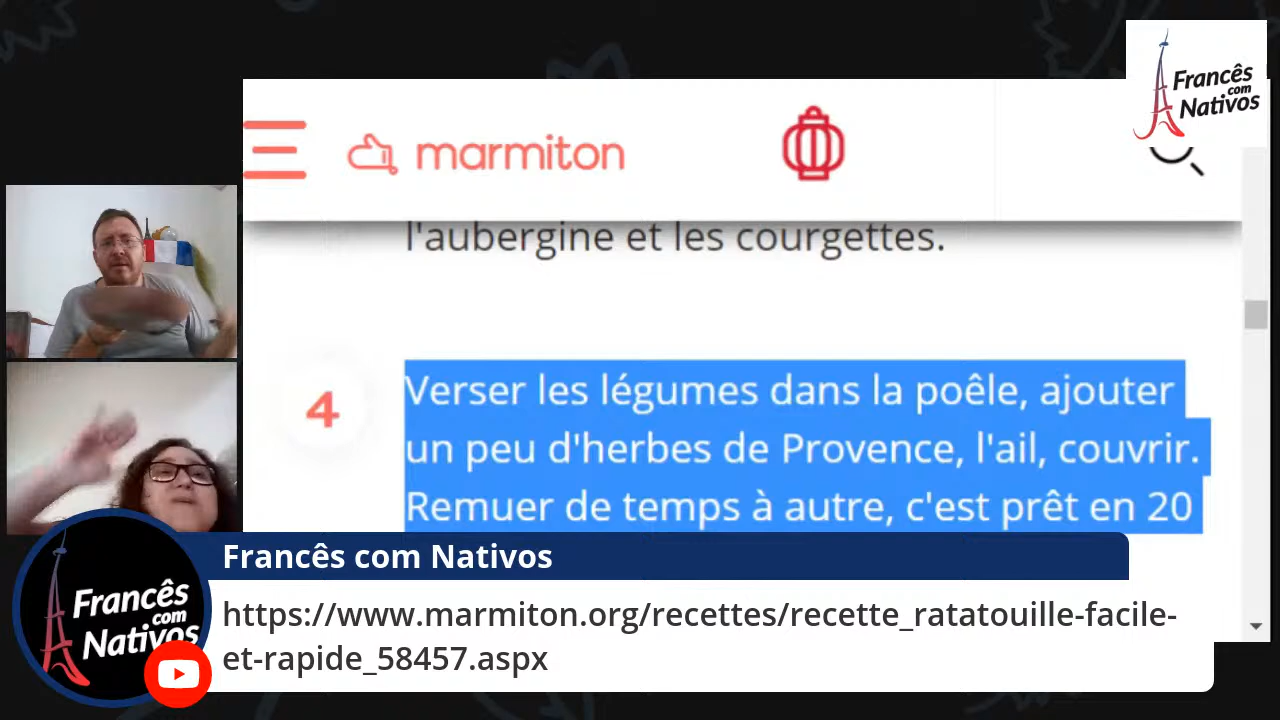 Francês
com
Nativos
marmiton
l'aubergine et les courgettes.
4
Verser les légumes dans la poêle, ajouter
un peu d'herbes de Provence, l'ail, couvrir.
Remuer de temps à autre, c'est prêt en 20
Francês com Nativos
Francês
com
Nativos
https://www.marmiton.org/recettes/recette_ratatouille-facile-
et-rapide_58457.aspx